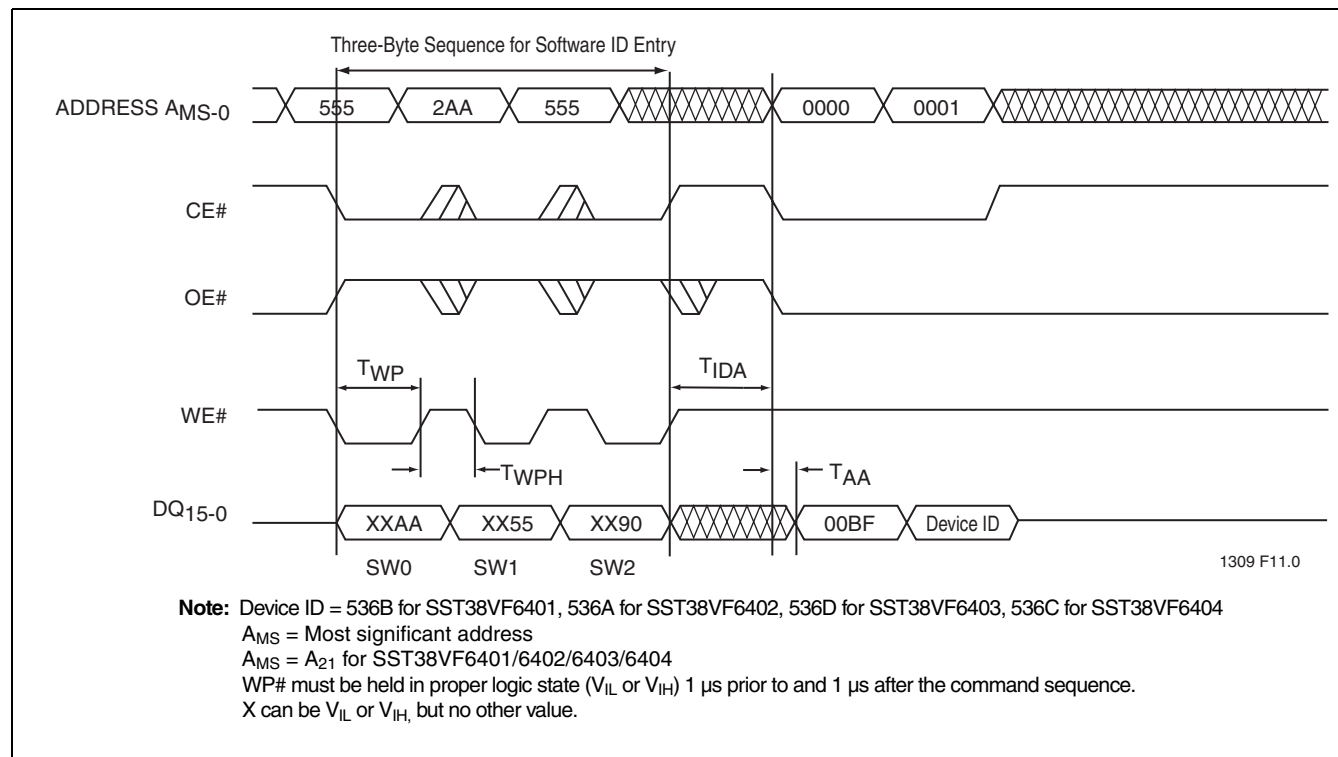 Three-Byte Sequence for Software ID Entry
ADDRESS AMS-0 555 2AA 555 0000 0001
CE#
OE#
TWP TIDA
WE#
TWPH TAA
DQ15-0 XXAA XX55 XX90 00BF Device ID
SW0 SW1 SW2
1309 F11.0
Note: Device ID = 536B for SST38VF6401, 536A for SST38VF6402, 536D for SST38VF6403, 536C for SST38VF6404
AMS = Most significant address
AMS = A21 for SST38VF6401/6402/6403/6404
WP# must be held in proper logic state (VIL or VIH) 1 µs prior to and 1 µs after the command sequence.
X can be VIL or VIH, but no other value.